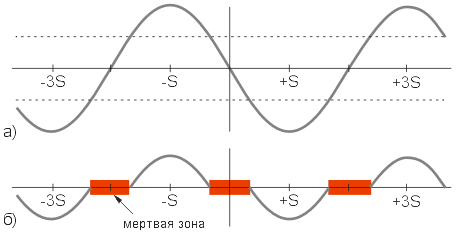 -3S -S +S +3S
а)
-3S -S +S +3S
б)
мертвая зона